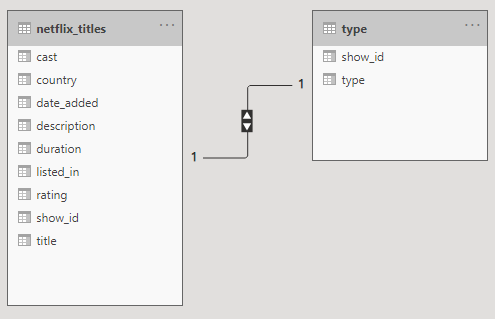 netflix_titles ...
cast
country
date_added
description
duration
listed_in
rating
show_id
title
1
1
type ...
show_id
type